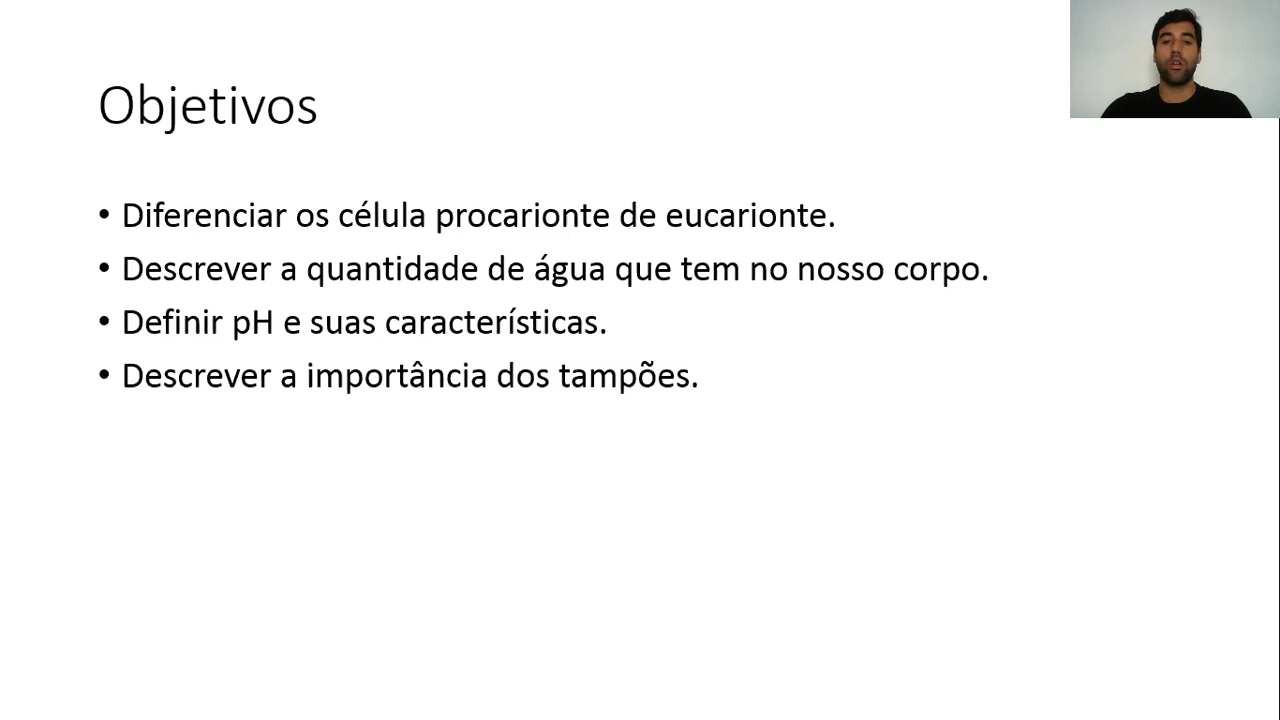 Objetivos
• Diferenciar os célula procarionte de eucarionte.
• Descrever a quantidade de água que tem no nosso corpo.
• Definir pH e suas características.
• Descrever a importância dos tampões.